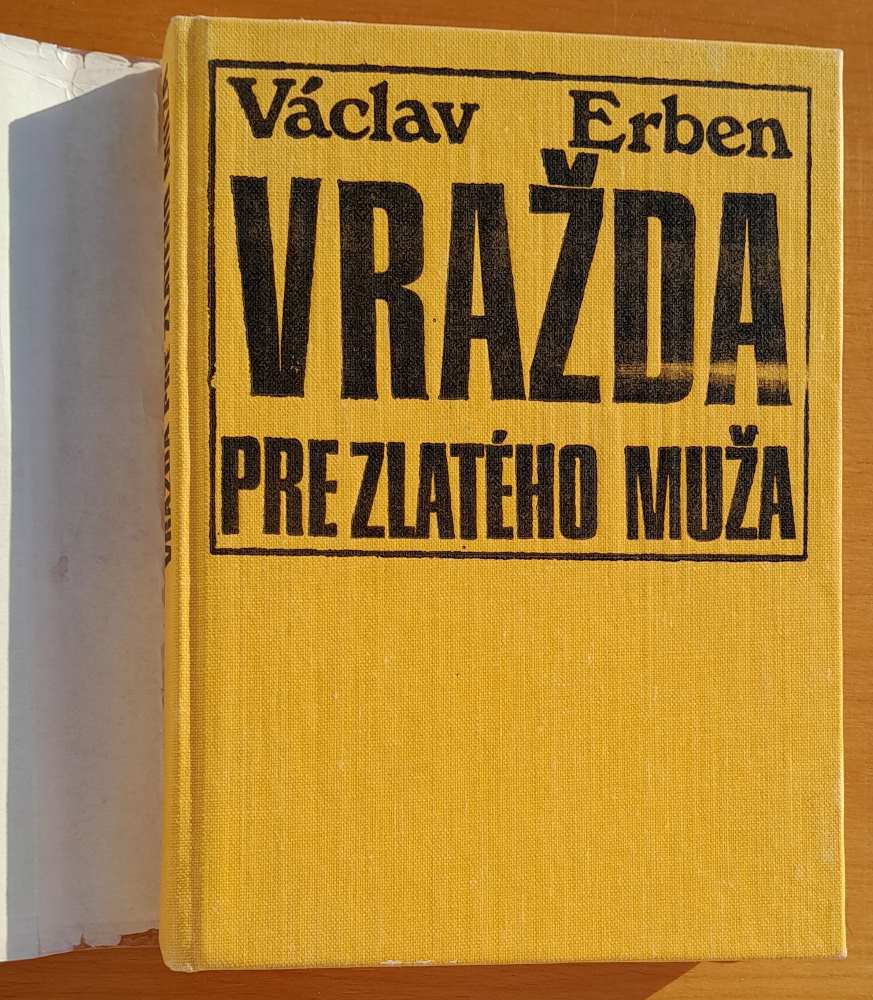 Václav Erben
VRAŽDA
PRE ZLATÉHO MUŽA